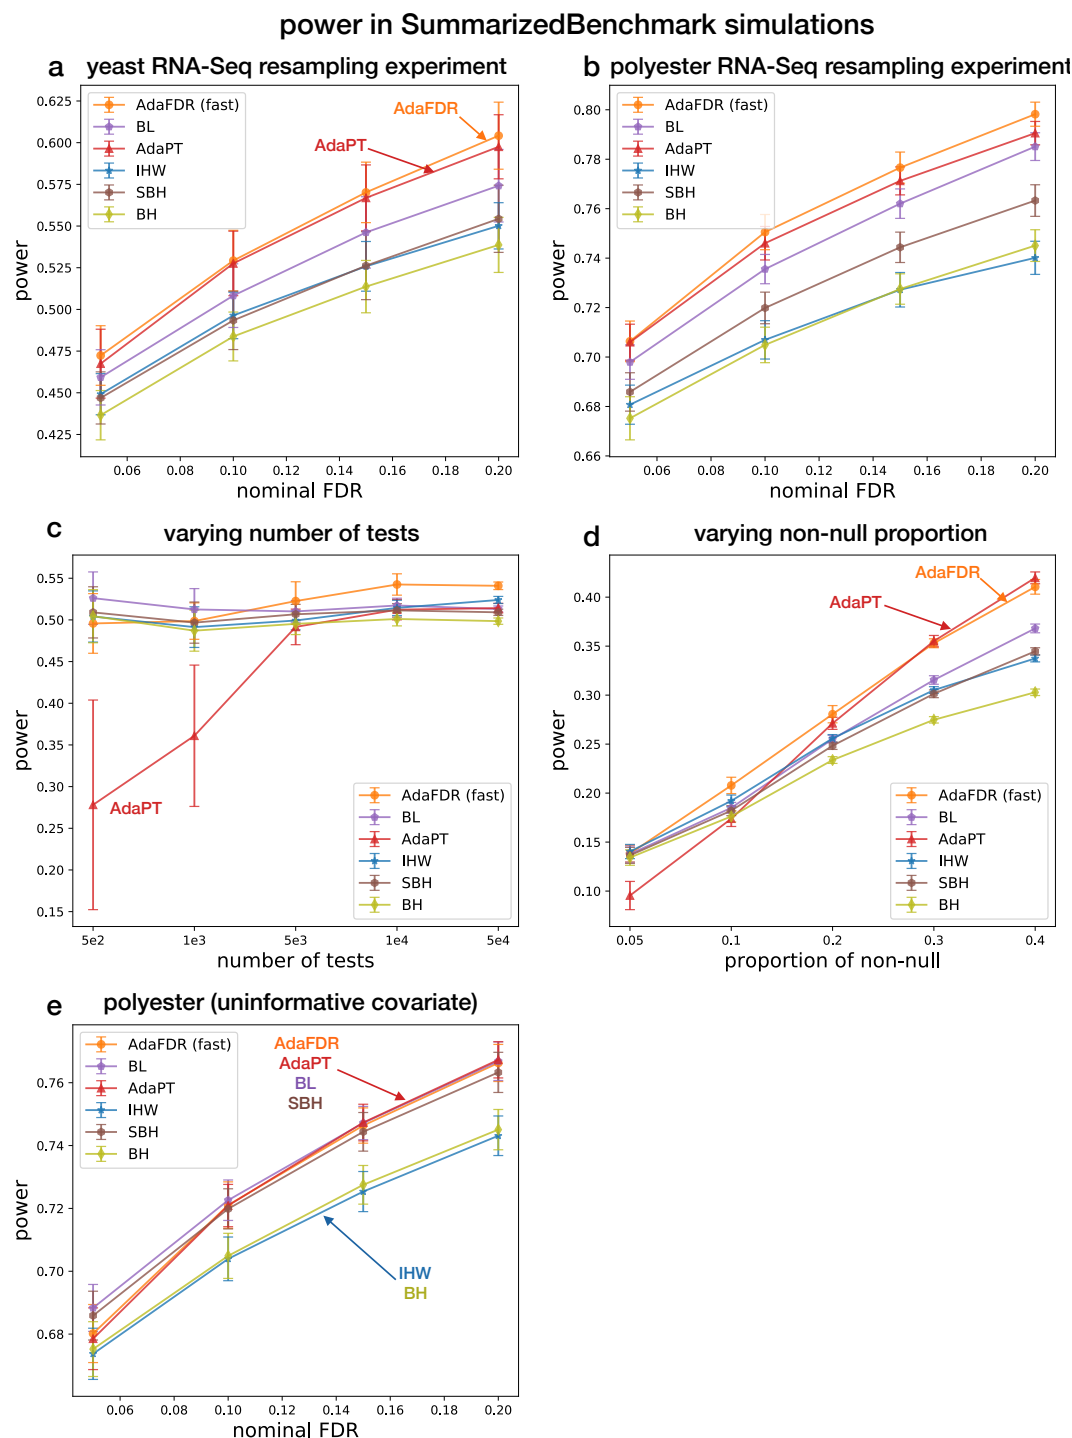 power in SummarizedBenchmark simulations
a yeast RNA-Seq resampling experiment
AdaFDR (fast)
BL
AdaPT
IHW
SBH
BH
AdaFDR
AdaPT
0.625
0.600
0.575
0.550
0.525
0.500
0.475
0.450
0.425
power
0.06 0.08 0.10 0.12 0.14 0.16 0.18 0.20
nominal FDR
b polyester RNA-Seq resampling experiment
AdaFDR (fast)
BL
AdaPT
IHW
SBH
BH
0.80
0.78
0.76
0.74
0.72
0.70
0.68
0.66
power
0.06 0.08 0.10 0.12 0.14 0.16 0.18 0.20
nominal FDR
c varying number of tests
0.55
0.50
0.45
0.40
0.35
0.30
0.25
0.20
0.15
power
AdaPT
AdaFDR (fast)
BL
AdaPT
IHW
SBH
BH
5e2 1e3 5e3 1e4 5e4
number of tests
d varying non-null proportion
AdaFDR
AdaPT
0.40
0.35
0.30
0.25
0.20
0.15
0.10
power
AdaFDR (fast)
BL
AdaPT
IHW
SBH
BH
0.05 0.1 0.2 0.3 0.4
proportion of non-null
e polyester (uninformative covariate)
AdaFDR (fast)
BL
AdaPT
IHW
SBH
BH
AdaFDR
AdaPT
BL
SBH
IHW
BH
0.76
0.74
0.72
0.70
0.68
power
0.06 0.08 0.10 0.12 0.14 0.16 0.18 0.20
nominal FDR